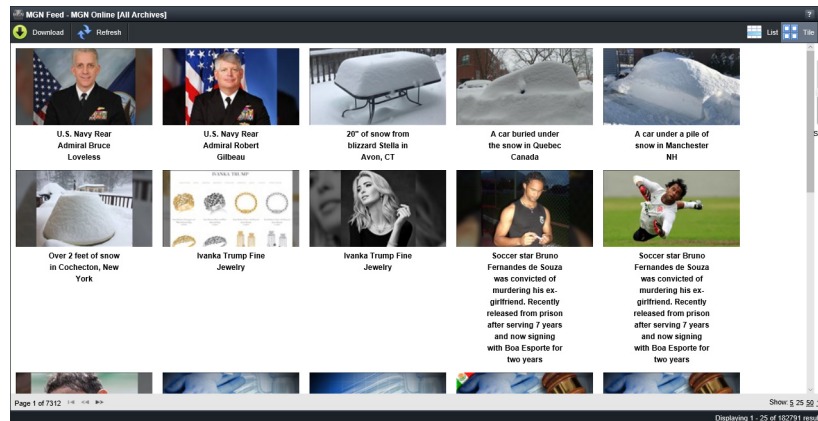 MGN Feed - MGN Online [All Archives]
?
Download
Refresh
List
Tile
U.S. Navy Rear
Admiral Bruce
Loveless
U.S. Navy Rear
Admiral Robert
Gilbeau
20" of snow from
blizzard Stella in
Avon, CT
A car buried under
the snow in Quebec
Canada
A car under a pile of
snow in Manchester
NH
Over 2 feet of snow
in Cochecton, New
York
IVANKA TRUMP
Ivanka Trump Fine
Jewelry
Ivanka Trump Fine
Jewelry
Soccer star Bruno
Fernandes de Souza
was convicted of
murdering his ex-
girlfriend. Recently
released from prison
after serving 7 years
and now signing
with Boa Esporte for
two years
Soccer star Bruno
Fernandes de Souza
was convicted of
murdering his ex-
girlfriend. Recently
released from prison
after serving 7 years
and now signing
with Boa Esporte for
two years
Page 1 of 7312
Show: 5 25 50
Displaying 1 - 25 of 182791 resu